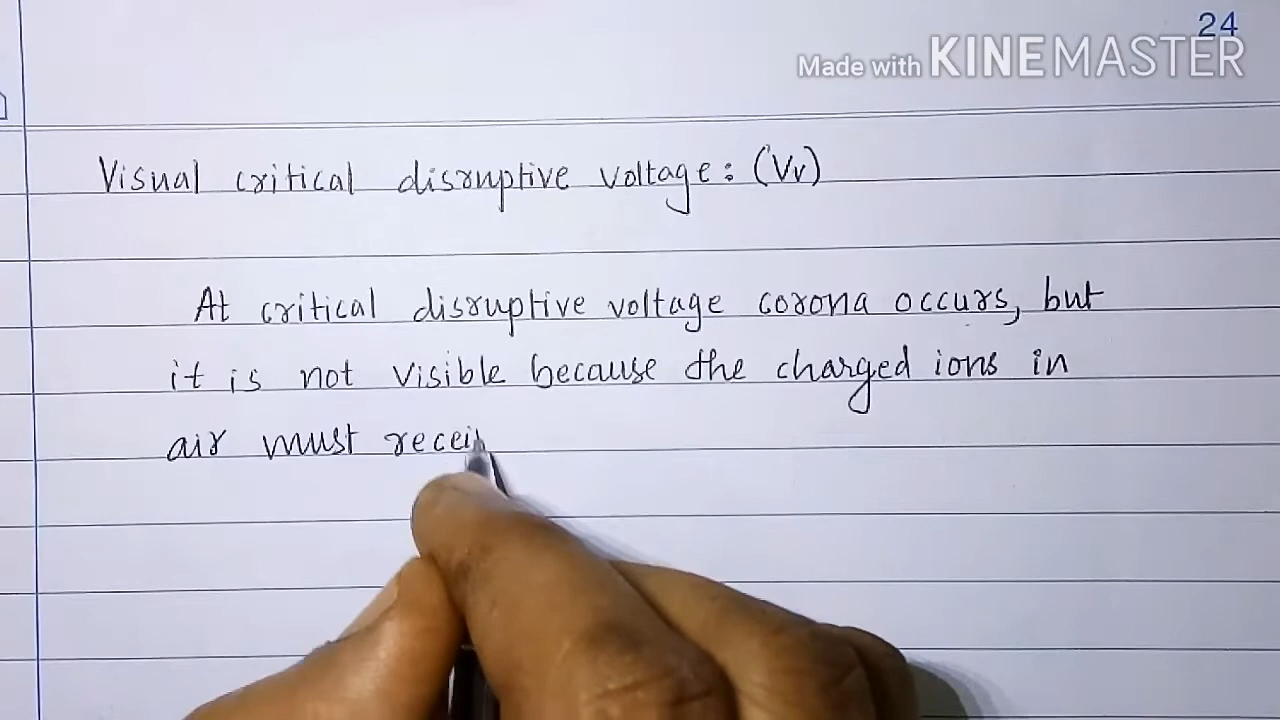 24
Made with KINEMASTER
Visual critical disruptive voltage: (Vv)
At critical disruptive voltage corona occurs, but
it is not visible because the charged ions in
air must recei